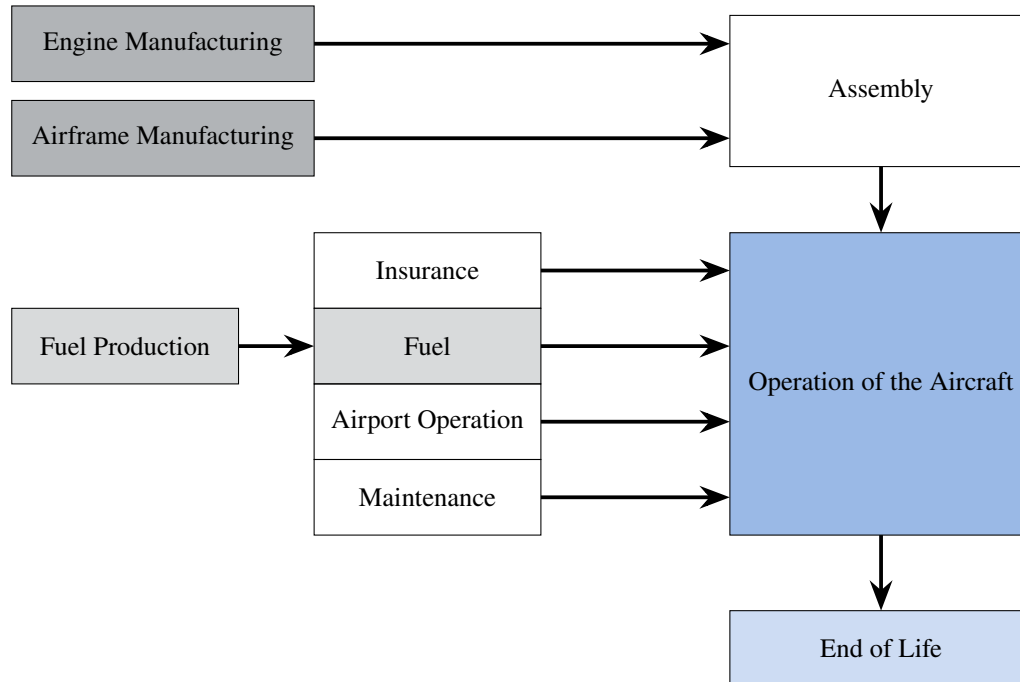 Engine Manufacturing
Airframe Manufacturing
Assembly
Insurance
Fuel Production
Fuel
Airport Operation
Maintenance
Operation of the Aircraft
End of Life